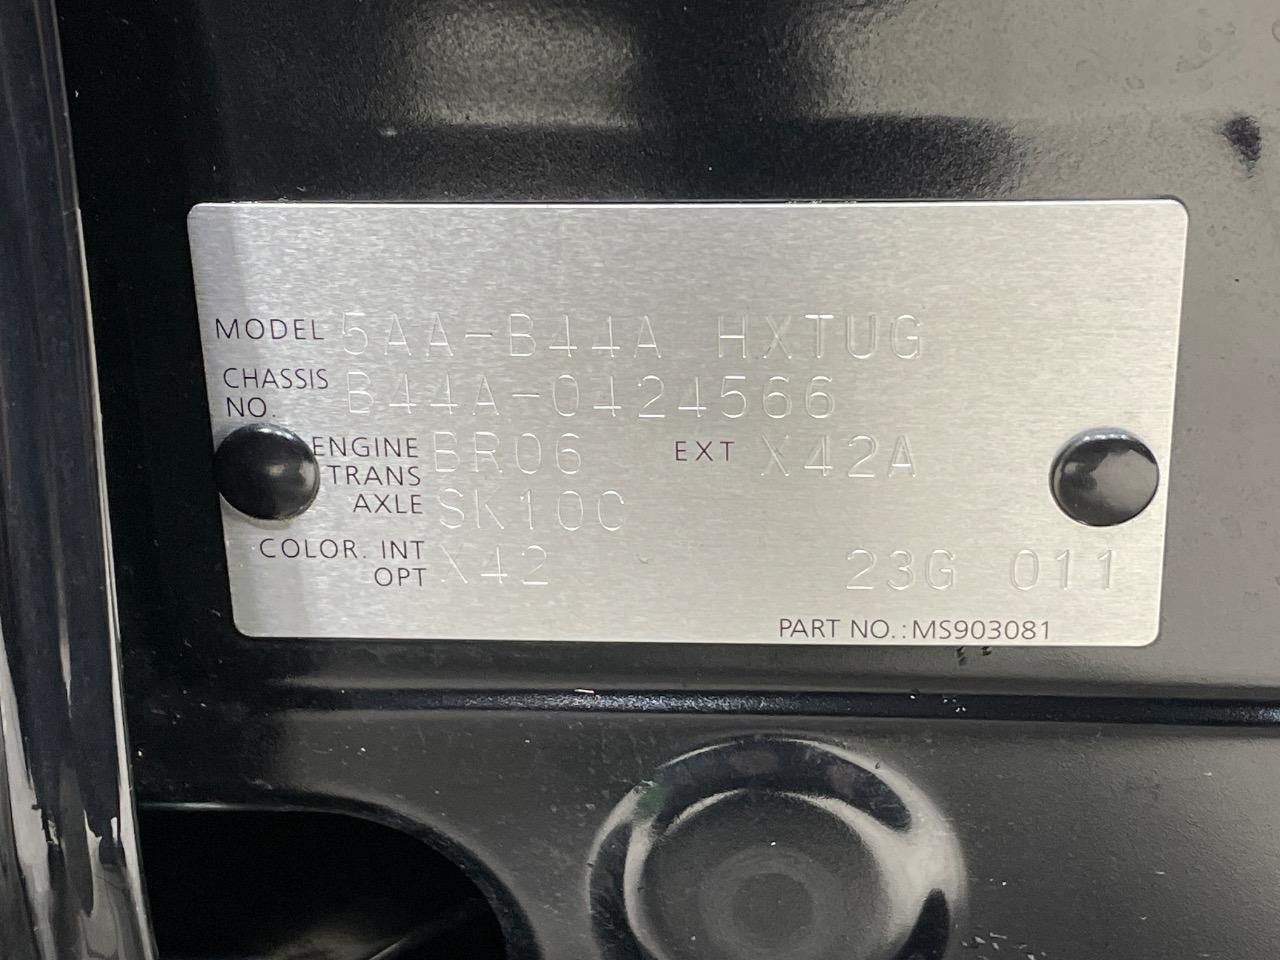 MODEL 5AA-B44A HXTUG
CHASSIS NO. B44A-0424566
ENGINE BR06 EXT X42A
TRANS AXLE SK10C
COLOR. INT OPT X42 23G 011
PART NO.:MS903081